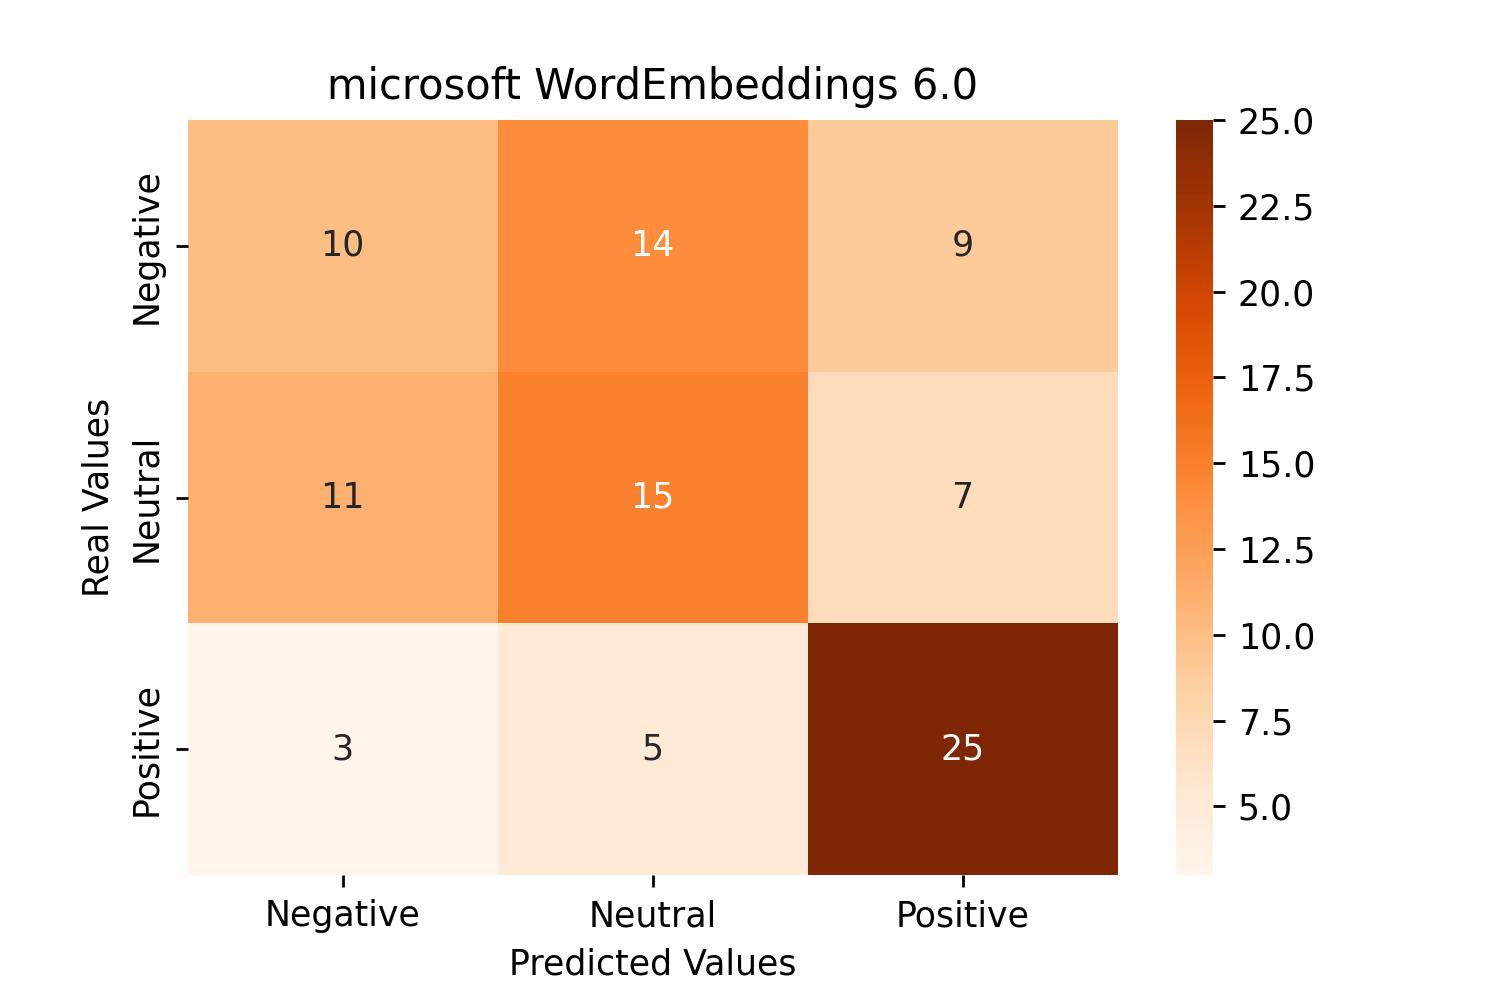 microsoft WordEmbeddings 6.0
Real Values
Negative
10 14 9
Neutral
11 15 7
Positive
3 5 25
Negative Neutral Positive
Predicted Values
25.0
22.5
20.0
17.5
15.0
12.5
10.0
7.5
5.0